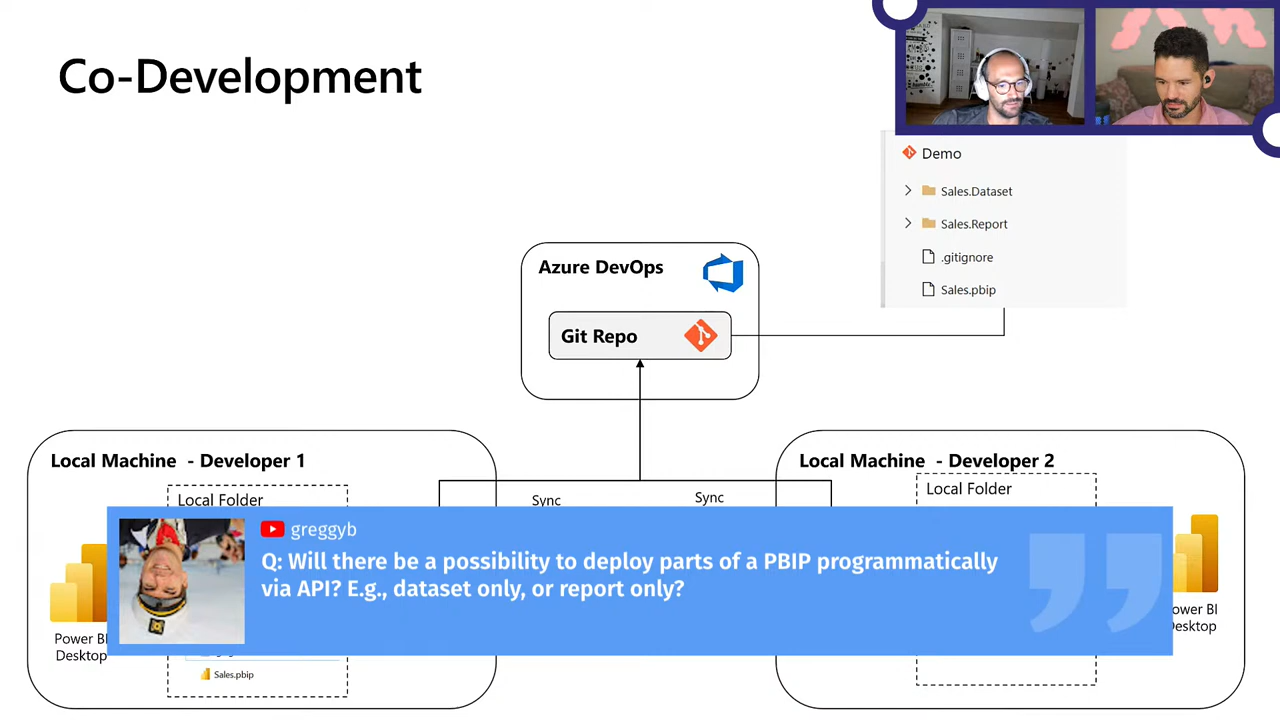 Co-Development
Demo
Sales.Dataset
Sales.Report
.gitignore
Sales.pbip
Azure DevOps
Git Repo
Local Machine - Developer 1
Local Folder
Sync
Sync
Local Machine - Developer 2
Local Folder
greggyb
Q: Will there be a possibility to deploy parts of a PBIP programmatically
via API? E.g., dataset only, or report only?
Power BI
Desktop
Sales.pbip
ower BI
Desktop